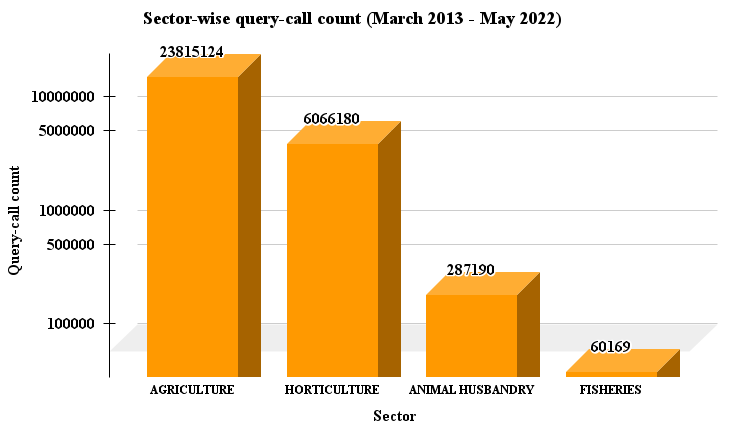 Sector-wise query-call count (March 2013 - May 2022)
23815124
10000000
6066180
5000000
Query-call count
1000000
500000
287190
100000
60169
AGRICULTURE HORTICULTURE ANIMAL HUSBANDRY FISHERIES
Sector